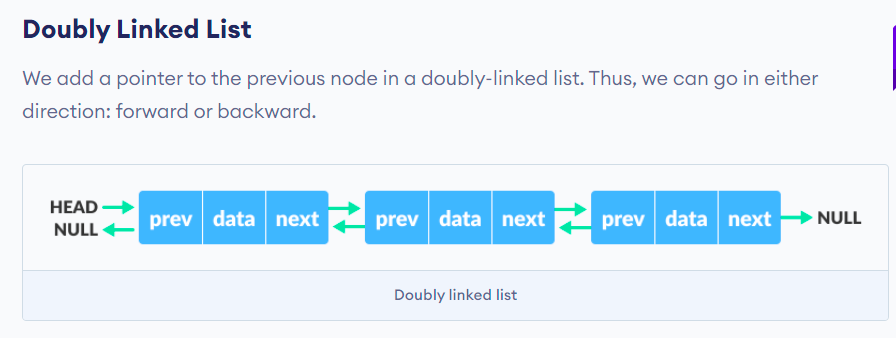 Doubly Linked List
We add a pointer to the previous node in a doubly-linked list. Thus, we can go in either
direction: forward or backward.
HEAD prev data next prev data next prev data next NULL
NULL
Doubly linked list